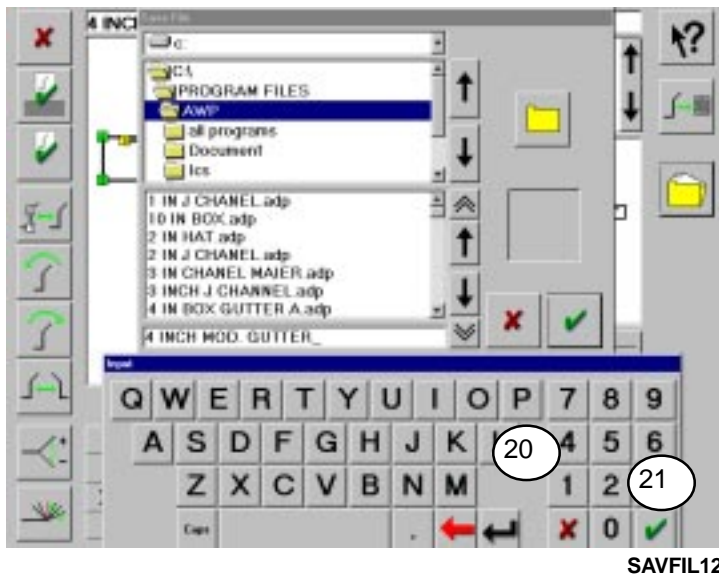 4 INCH
Save File
c:
C:\
PROGRAM FILES
AWP
all programs
Document
Ics
1 IN J CHANEL.adp
10 IN BOX.adp
2 IN HAT.adp
2 IN J CHANEL.adp
3 IN CHANEL MAIER.adp
3 INCH J CHANNEL.adp
4 IN BOX GUTTER A.adp
4 INCH MOD. GUTTER_
Input
Q W E R T Y U I O P 7 8 9
A S D F G H J K L 20 4 5 6
Z X C V B N M 1 2 21
Caps . 0
SAVFIL12